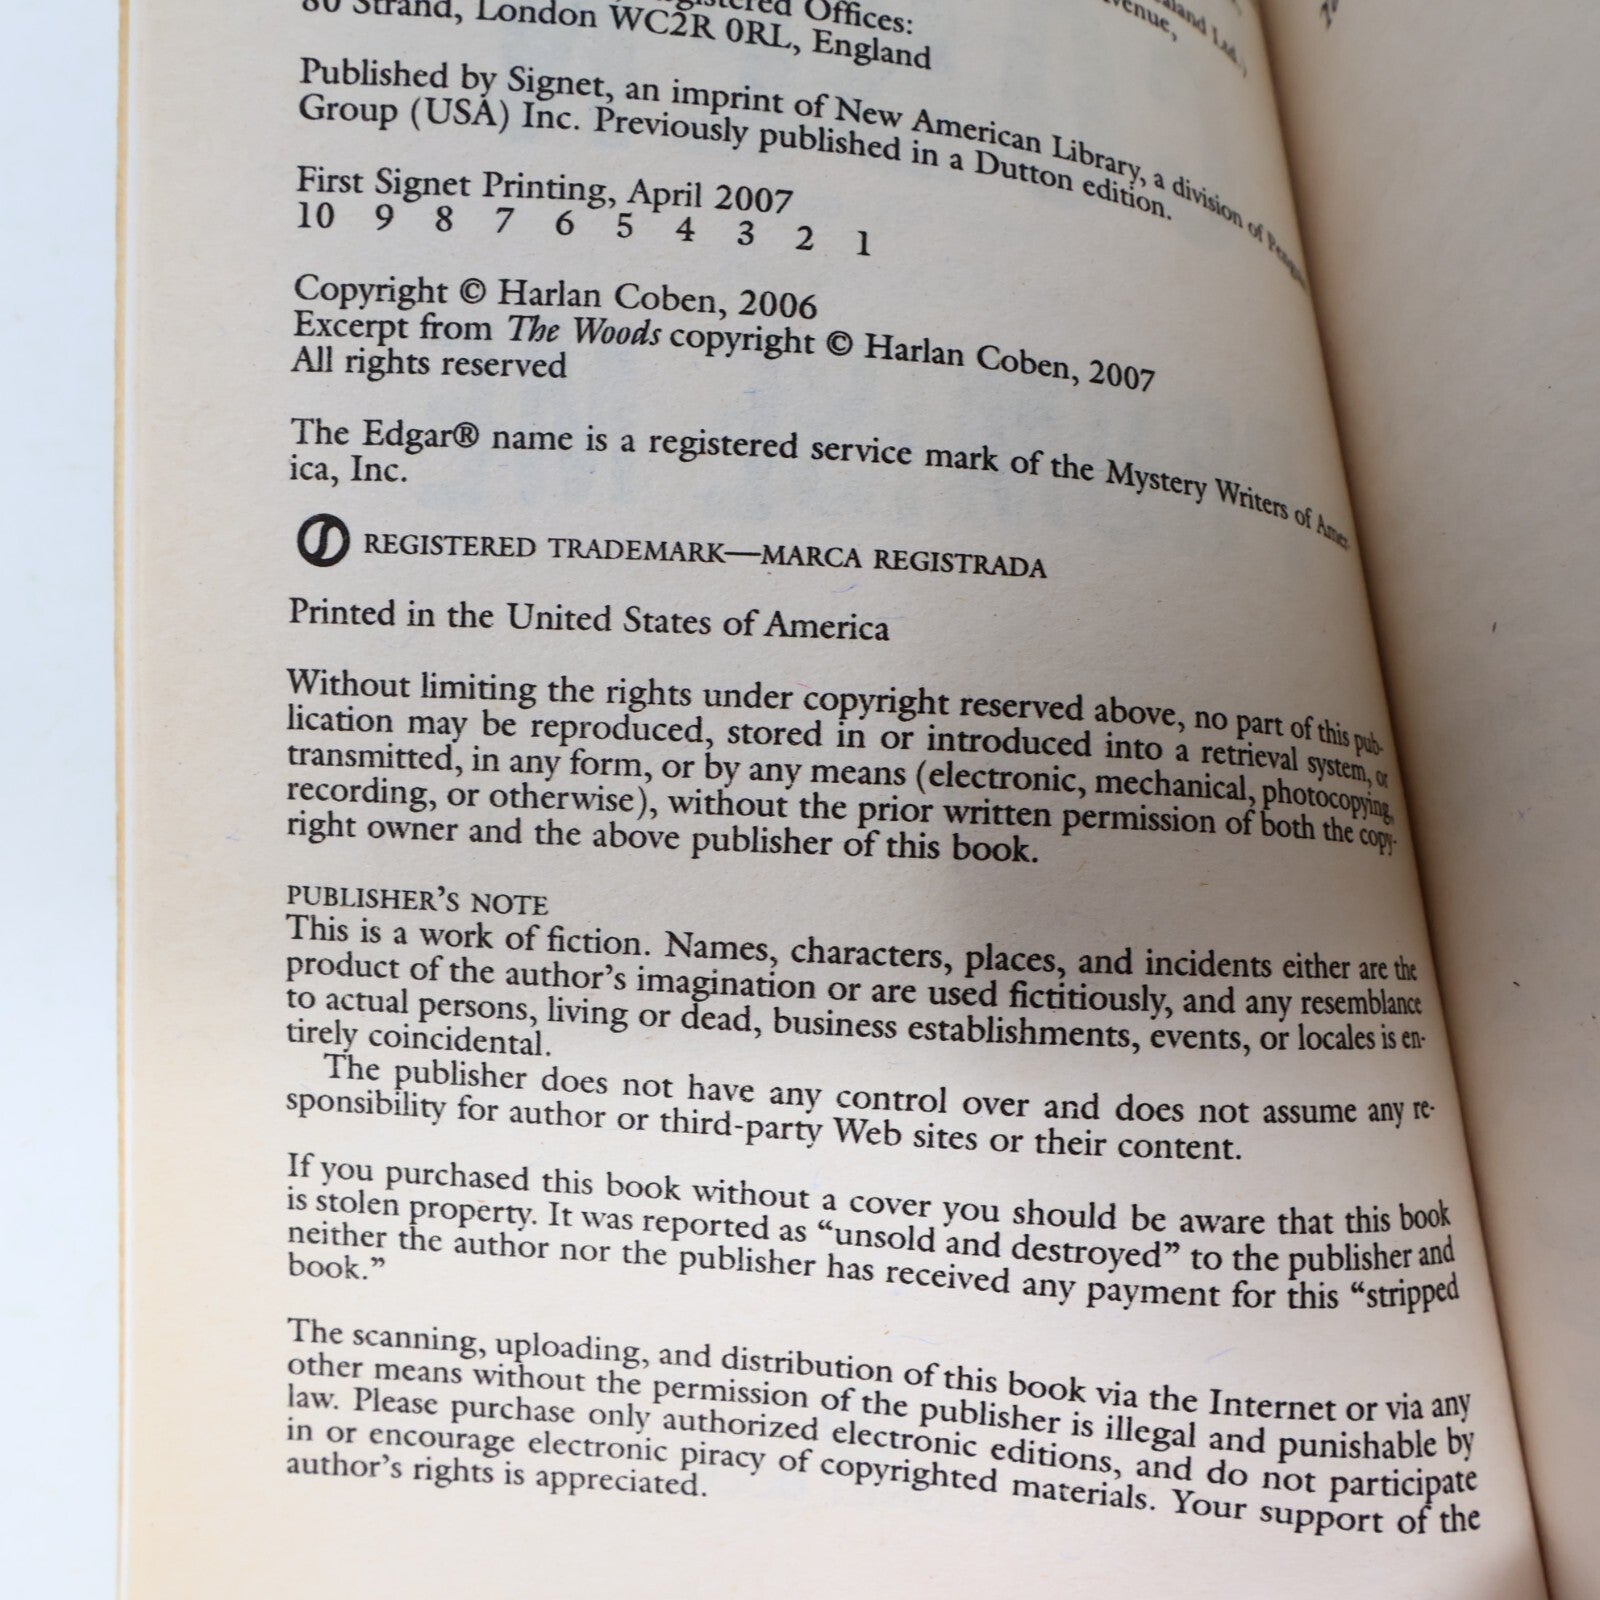 ealand Ltd.,
venue,
Registered Offices:
80 Strand, London WC2R 0RL, England
Published by Signet, an imprint of New American Library, a division of Penguin
Group (USA) Inc. Previously published in a Dutton edition.
First Signet Printing, April 2007
10 9 8 7 6 5 4 3 2 1
Copyright © Harlan Coben, 2006
Excerpt from The Woods copyright © Harlan Coben, 2007
All rights reserved
The Edgar® name is a registered service mark of the Mystery Writers of Amer-
ica, Inc.
REGISTERED TRADEMARK—MARCA REGISTRADA
Printed in the United States of America
Without limiting the rights under copyright reserved above, no part of this pub-
lication may be reproduced, stored in or introduced into a retrieval system, or
transmitted, in any form, or by any means (electronic, mechanical, photocopying,
recording, or otherwise), without the prior written permission of both the copy-
right owner and the above publisher of this book.
PUBLISHER'S NOTE
This is a work of fiction. Names, characters, places, and incidents either are the
product of the author's imagination or are used fictitiously, and any resemblance
to actual persons, living or dead, business establishments, events, or locales is en-
tirely coincidental.
The publisher does not have any control over and does not assume any re-
sponsibility for author or third-party Web sites or their content.
If you purchased this book without a cover you should be aware that this book
is stolen property. It was reported as “unsold and destroyed” to the publisher and
neither the author nor the publisher has received any payment for this “stripped
book.”
The scanning, uploading, and distribution of this book via the Internet or via any
other means without the permission of the publisher is illegal and punishable by
law. Please purchase only authorized electronic editions, and do not participate
in or encourage electronic piracy of copyrighted materials. Your support of the
author's rights is appreciated.